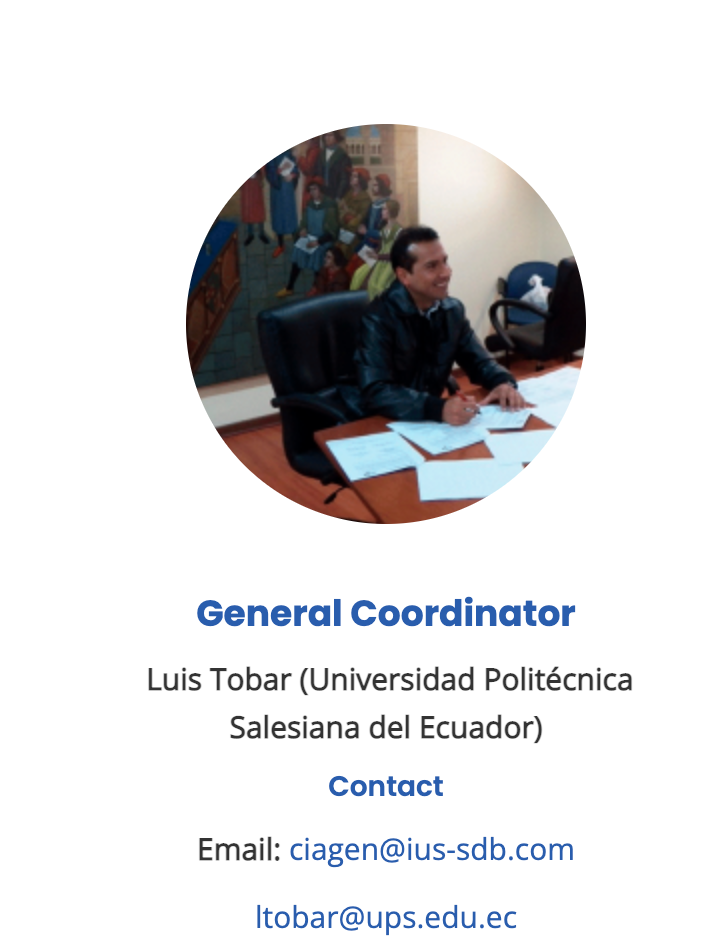 General Coordinator
Luis Tobar (Universidad Politécnica
Salesiana del Ecuador)
Contact
Email: ciagen@ius-sdb.com
ltobar@ups.edu.ec